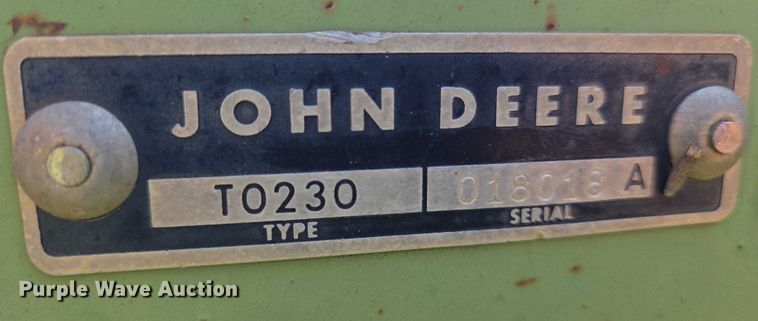 JOHN DEERE
T0230 018018 A
TYPE SERIAL
Purple Wave Auction